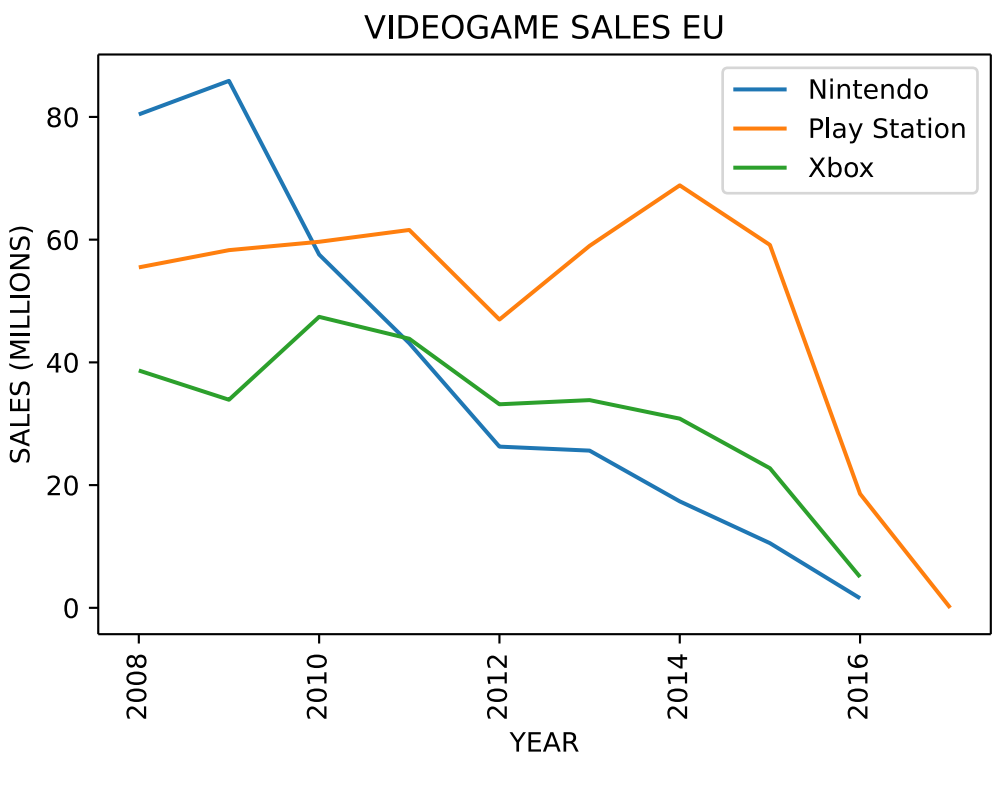 VIDEOGAME SALES EU
Nintendo
Play Station
Xbox
SALES (MILLIONS)
80
60
40
20
0
2008
2010
2012
2014
2016
YEAR